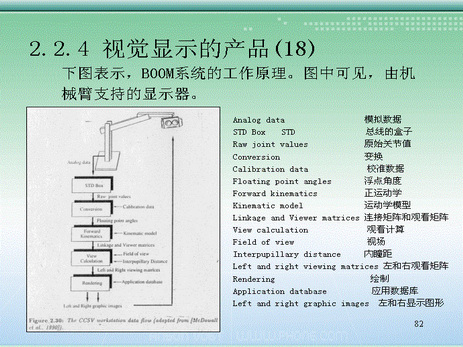 2.2.4 视觉显示的产品(18)
下图表示，BOOM系统的工作原理。图中可见，由机
械臂支持的显示器。
Analog data
STD Box
Raw joint values
Conversion
Calibration data
Floating point angles
Forward Kinematics
Kinematic model
Linkage and Viewer matrices
View Calculation
Field of view
Interpupillary Distance
Left and Right viewing matrices
Rendering
Application database
Left and Right graphic images
Figure 2.30: The CCSV workstation data flow [adapted from [McDowall
et al., 1990]].
Analog data 模拟数据
STD Box STD 总线的盒子
Raw joint values 原始关节值
Conversion 变换
Calibration data 校准数据
Floating point angles 浮点角度
Forward kinematics 正运动学
Kinematic model 运动学模型
Linkage and Viewer matrices 连接矩阵和观看矩阵
View calculation 观看计算
Field of view 视场
Interpupillary distance 内瞳距
Left and right viewing matrices 左和右观看矩阵
Rendering 绘制
Application database 应用数据库
Left and right graphic images 左和右显示图形
82